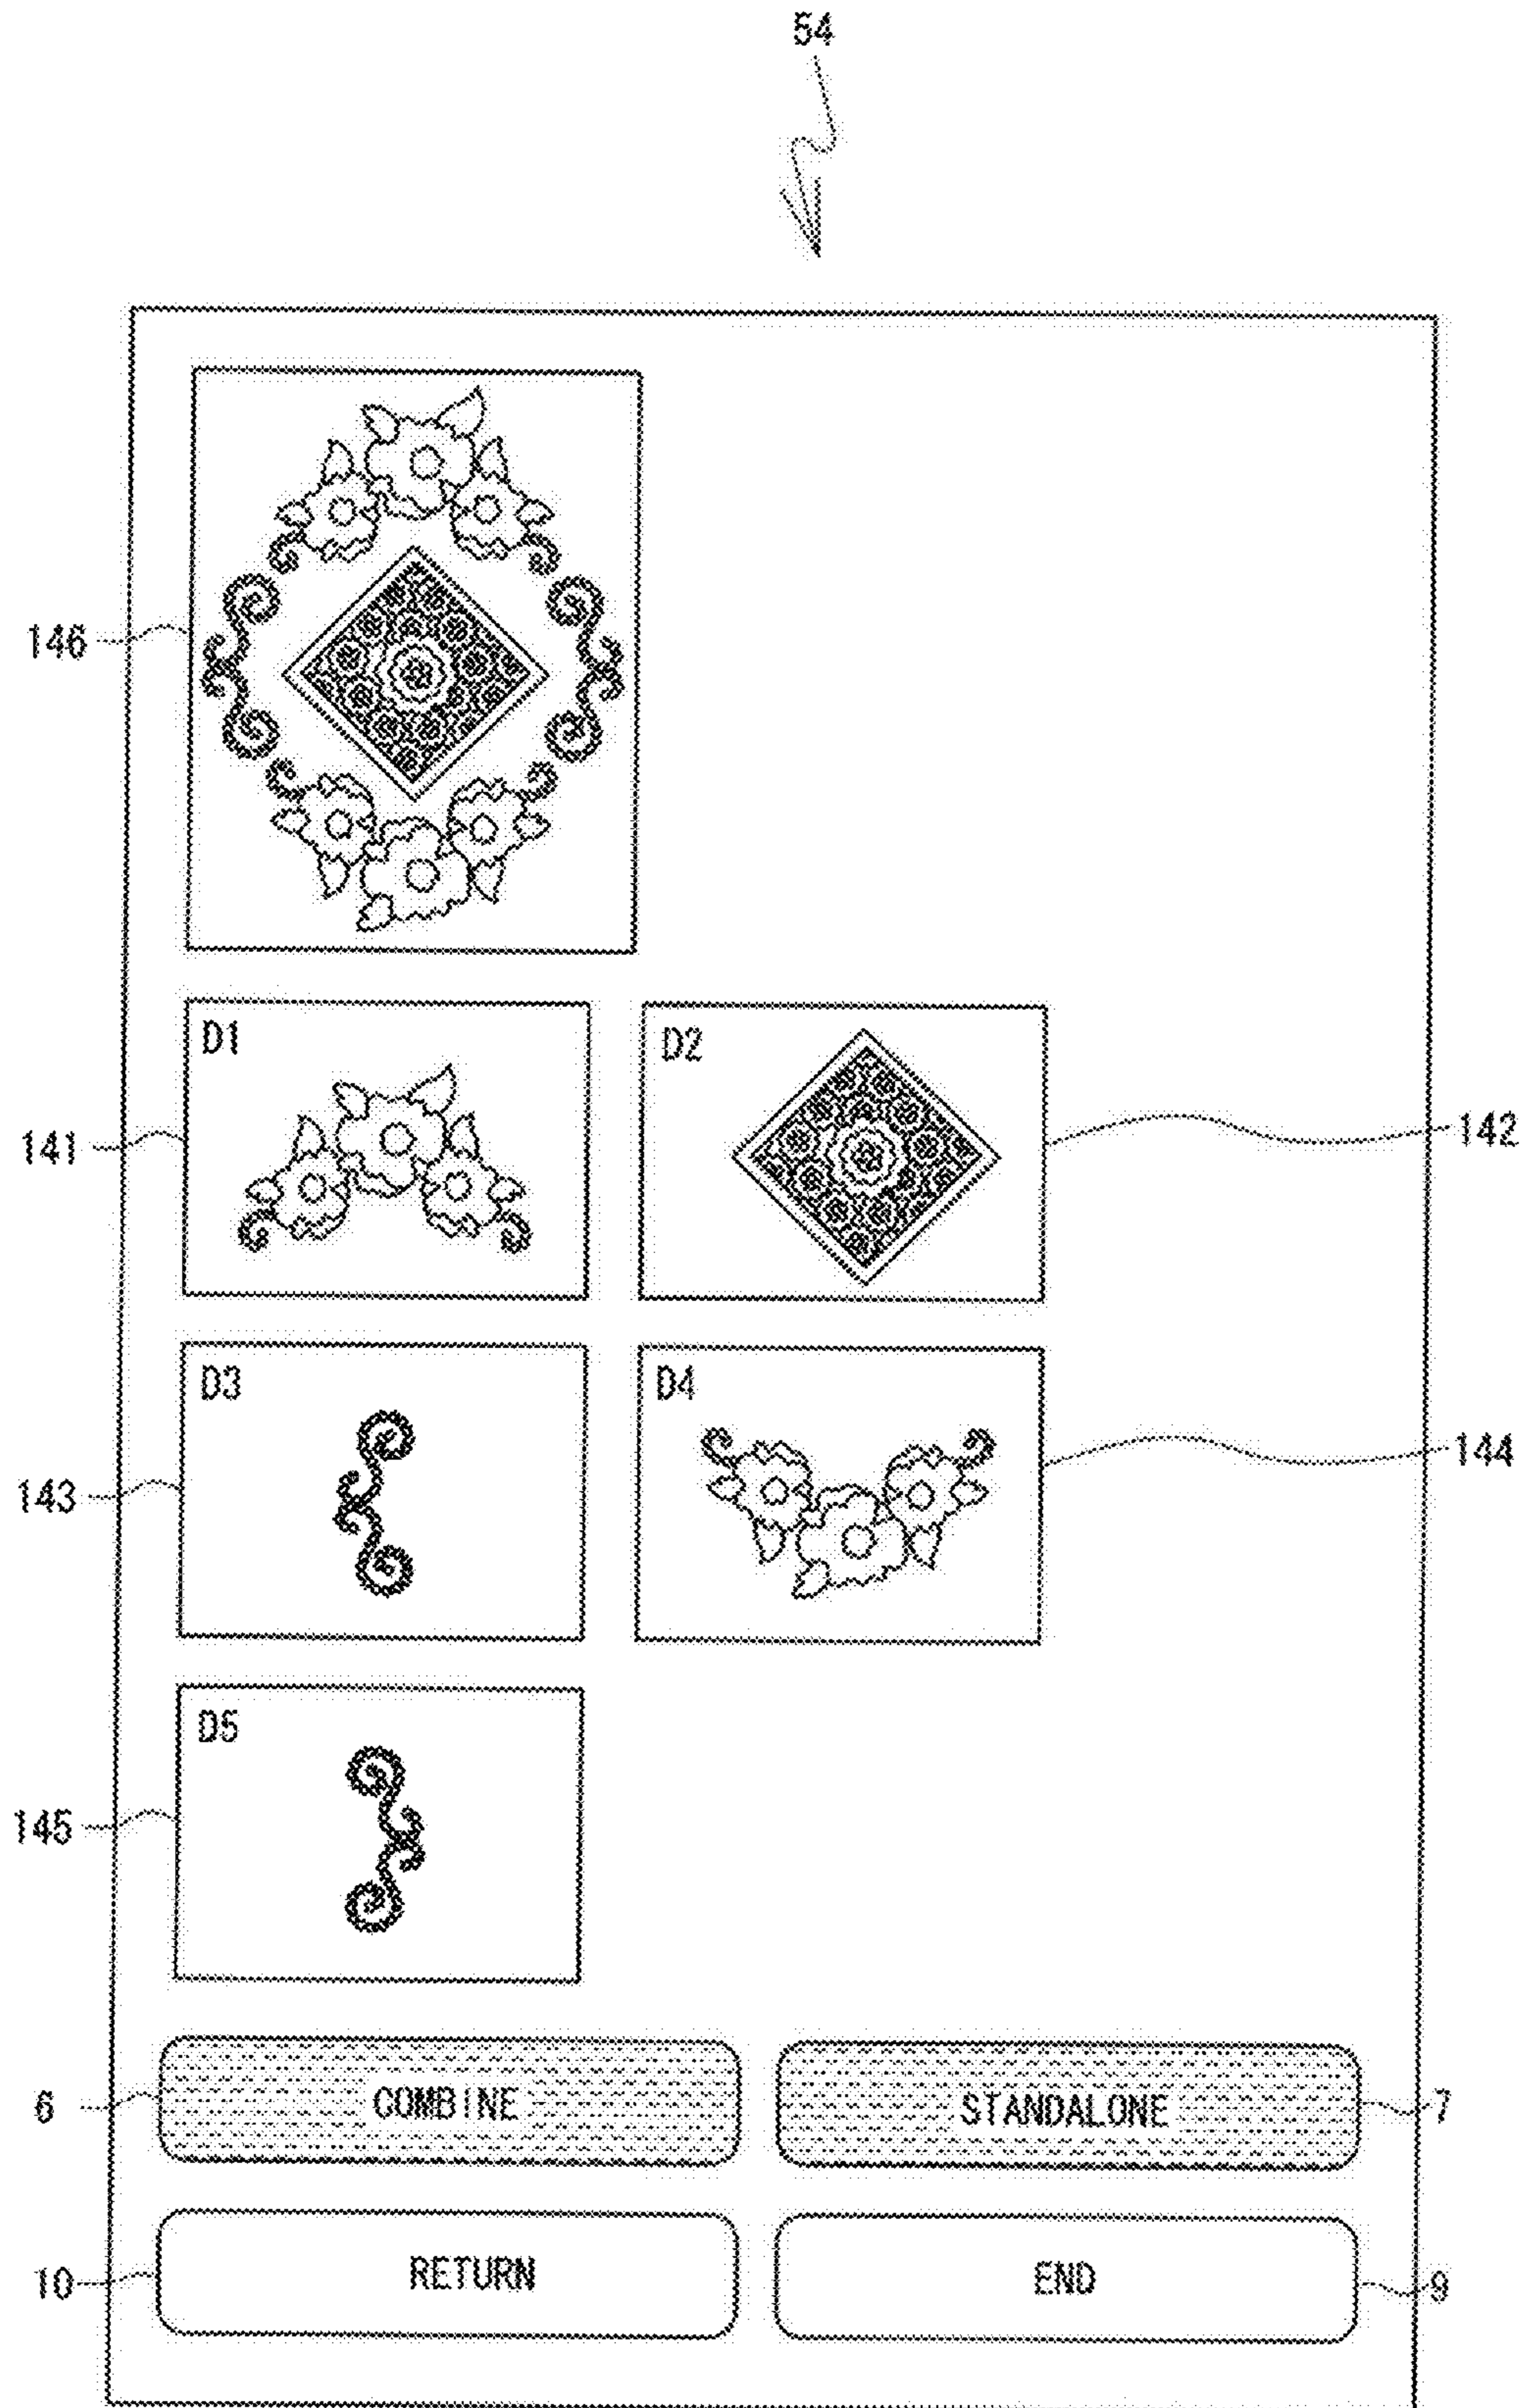 54
146
D1
D2
141
142
D3
D4
143
144
D5
145
6
COMBINE
STANDALONE
7
10
RETURN
END
9